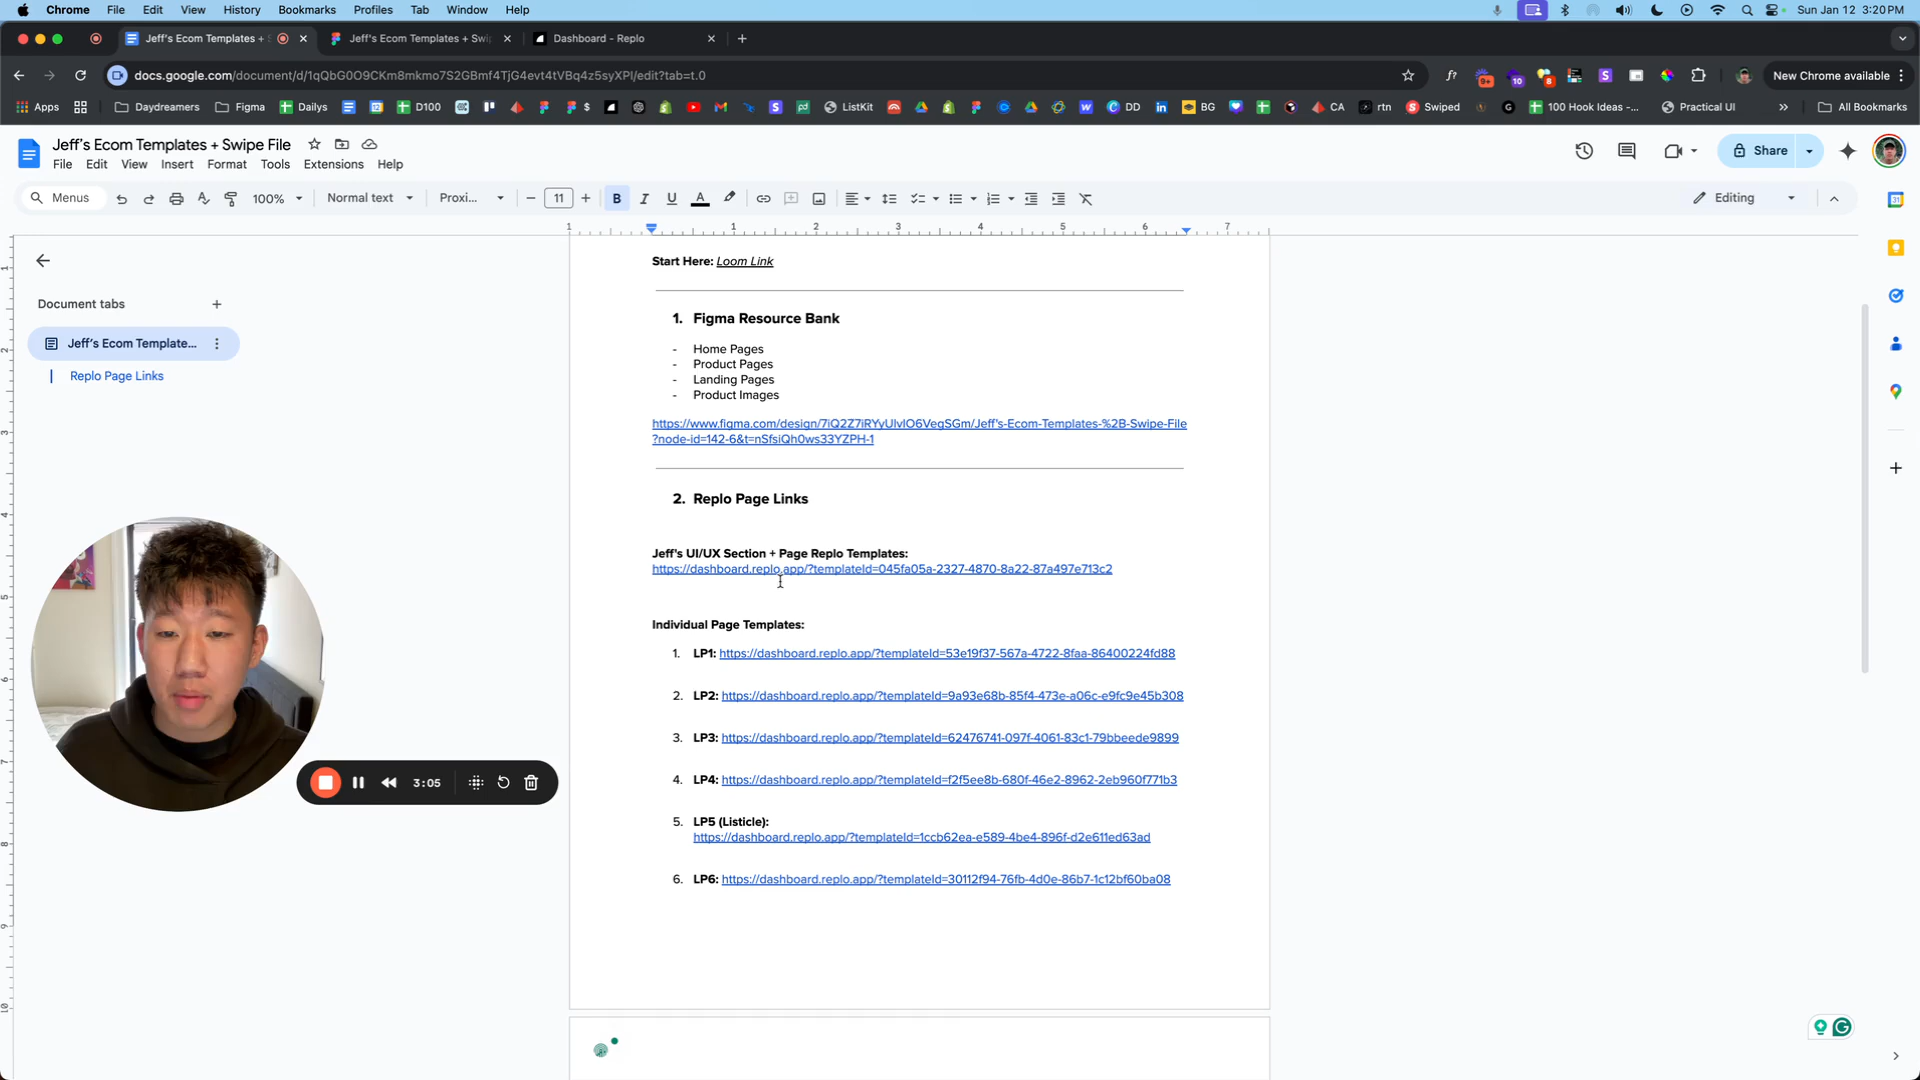 Chrome File Edit View History Bookmarks Profiles Tab Window Help Sun Jan 12 3:20 PM
Jeff's Ecom Templates + Jeff's Ecom Templates + Swi Dashboard - Replo
docs.google.com/document/d/1qQbG0O9CKm8mkmo7S2GBmf4TjG4evt4tVBq4z5syXPI/edit?tab=t.0 New Chrome available
Apps Daydreamers Figma Dailys D100 $ ListKit DD BG CA rtn Swiped 100 Hook Ideas -... Practical UI All Bookmarks
Jeff's Ecom Templates + Swipe File
File Edit View Insert Format Tools Extensions Help
Share
Menus 100% Normal text Proxi... 11 Editing
1 1 2 3 4 5 6 7
Document tabs
Jeff's Ecom Template...
Replo Page Links
Start Here: Loom Link
1. Figma Resource Bank
- Home Pages
- Product Pages
- Landing Pages
- Product Images
https://www.figma.com/design/7iQ2Z7iRYyUlvlO6VegSGm/Jeff's-Ecom-Templates-%2B-Swipe-File
?node-id=142-6&t=nSfsiQh0ws33YZPH-1
2. Replo Page Links
Jeff's UI/UX Section + Page Replo Templates:
https://dashboard.replo.app/?templateId=045fa05a-2327-4870-8a22-87a497e713c2
Individual Page Templates:
1. LP1: https://dashboard.replo.app/?templateId=53e19f37-567a-4722-8faa-86400224fd88
2. LP2: https://dashboard.replo.app/?templateId=9a93e68b-85f4-473e-a06c-e9fc9e45b308
3. LP3: https://dashboard.replo.app/?templateId=62476741-097f-4061-83c1-79bbeede9899
4. LP4: https://dashboard.replo.app/?templateId=f2f5ee8b-680f-46e2-8962-2eb960f771b3
5. LP5 (Listicle):
https://dashboard.replo.app/?templateId=1ccb62ea-e589-4be4-896f-d2e611ed63ad
6. LP6: https://dashboard.replo.app/?templateId=30112f94-76fb-4d0e-86b7-1c12bf60ba08
3:05